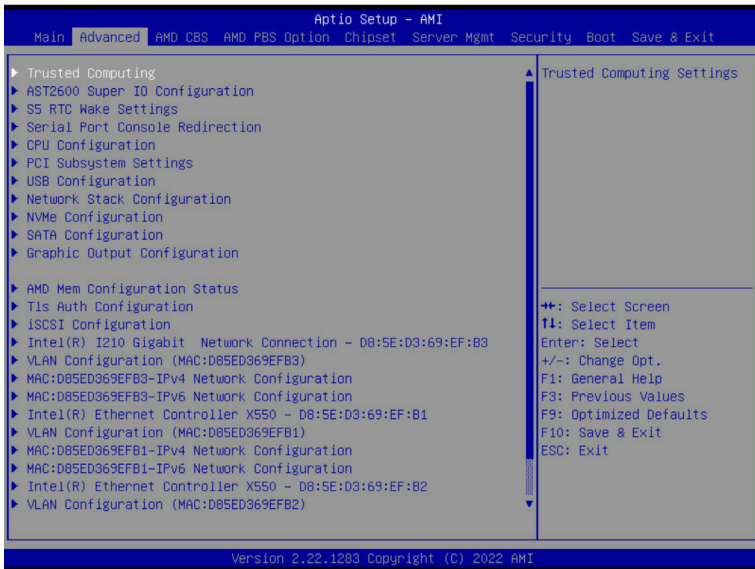 Aptio Setup – AMI
Main Advanced AMD CBS AMD PBS Option Chipset Server Mgmt Security Boot Save & Exit
Trusted Computing
AST2600 Super IO Configuration
S5 RTC Wake Settings
Serial Port Console Redirection
CPU Configuration
PCI Subsystem Settings
USB Configuration
Network Stack Configuration
NVMe Configuration
SATA Configuration
Graphic Output Configuration
AMD Mem Configuration Status
Tls Auth Configuration
iSCSI Configuration
Intel(R) I210 Gigabit  Network Connection – D8:5E:D3:69:EF:B3
VLAN Configuration (MAC:D85ED369EFB3)
MAC:D85ED369EFB3-IPv4 Network Configuration
MAC:D85ED369EFB3-IPv6 Network Configuration
Intel(R) Ethernet Controller X550 – D8:5E:D3:69:EF:B1
VLAN Configuration (MAC:D85ED369EFB1)
MAC:D85ED369EFB1-IPv4 Network Configuration
MAC:D85ED369EFB1-IPv6 Network Configuration
Intel(R) Ethernet Controller X550 – D8:5E:D3:69:EF:B2
VLAN Configuration (MAC:D85ED369EFB2)
Trusted Computing Settings
→←: Select Screen
↑↓: Select Item
Enter: Select
+/-: Change Opt.
F1: General Help
F3: Previous Values
F9: Optimized Defaults
F10: Save & Exit
ESC: Exit
Version 2.22.1283 Copyright (C) 2022 AMI